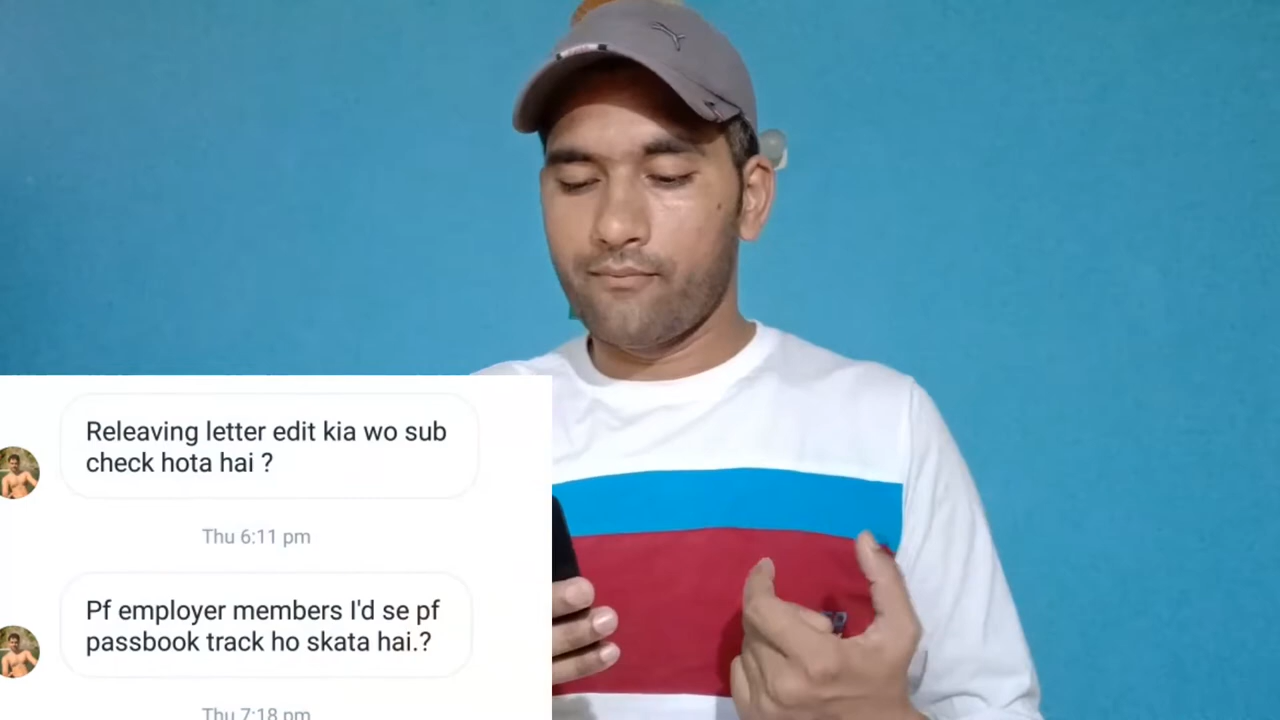 Releaving letter edit kia wo sub
check hota hai ?
Thu 6:11 pm
Pf employer members I'd se pf
passbook track ho skata hai.?
Thu 7:18 pm